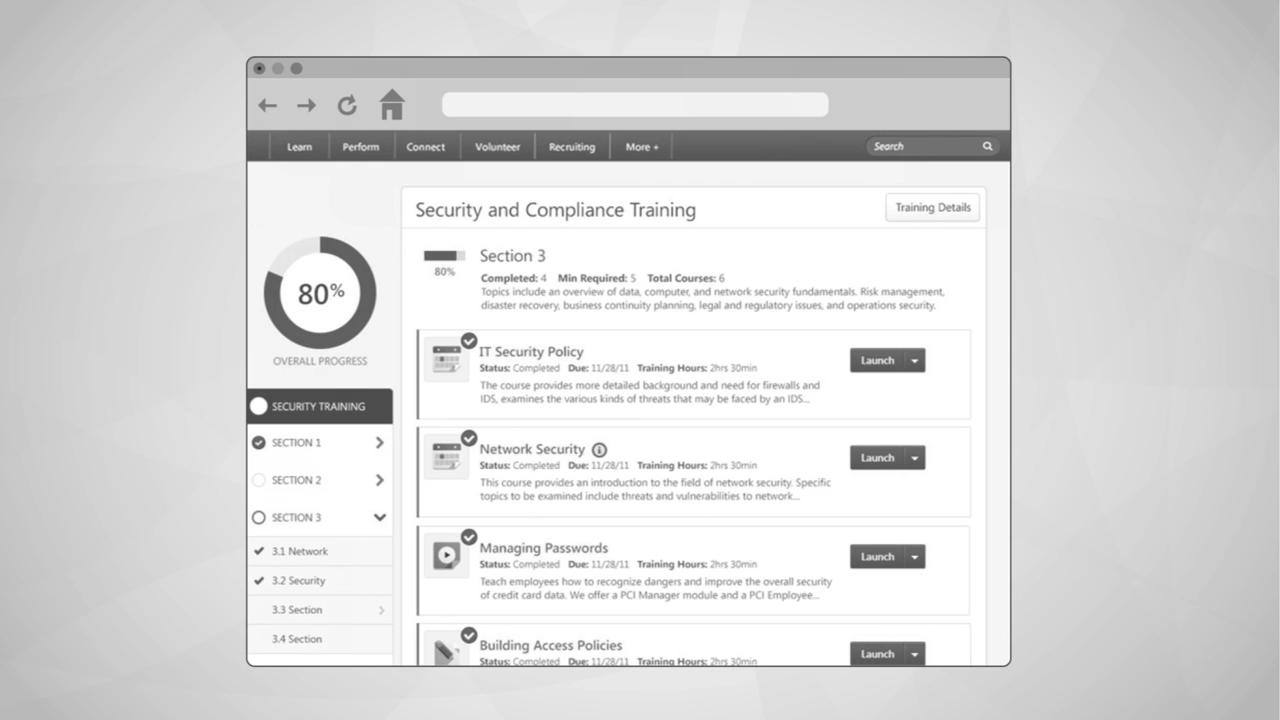 Learn Perform Connect Volunteer Recruiting More + Search
Security and Compliance Training
Training Details
80%
OVERALL PROGRESS
SECURITY TRAINING
SECTION 1
SECTION 2
SECTION 3
3.1 Network
3.2 Security
3.3 Section
3.4 Section
80%
Section 3
Completed: 4 Min Required: 5 Total Courses: 6
Topics include an overview of data, computer, and network security fundamentals. Risk management,
disaster recovery, business continuity planning, legal and regulatory issues, and operations security.
IT Security Policy
Status: Completed Due: 11/28/11 Training Hours: 2hrs 30min
The course provides more detailed background and need for firewalls and
IDS, examines the various kinds of threats that may be faced by an IDS...
Launch
Network Security
Status: Completed Due: 11/28/11 Training Hours: 2hrs 30min
This course provides an introduction to the field of network security. Specific
topics to be examined include threats and vulnerabilities to network...
Launch
Managing Passwords
Status: Completed Due: 11/28/11 Training Hours: 2hrs 30min
Teach employees how to recognize dangers and improve the overall security
of credit card data. We offer a PCI Manager module and a PCI Employee...
Launch
Building Access Policies
Status: Completed Due: 11/28/11 Training Hours: 2hrs 30min
Launch